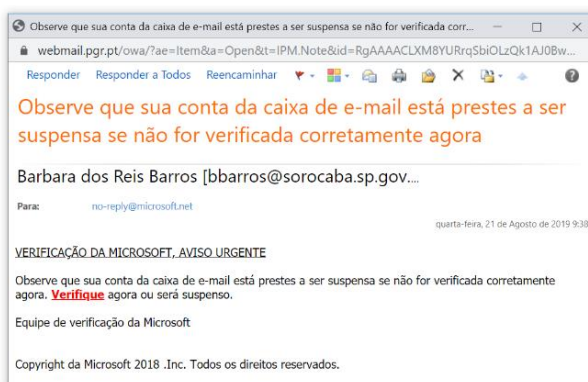 Observe que sua conta da caixa de e-mail está prestes a ser suspensa se não for verificada corr...
webmail.pgr.pt/owa/?ae=Item&a=Open&t=IPM.Note&id=RgAAAACLXM8YURrqSbiOLzQk1AJ0Bw...
Responder Responder a Todos Reencaminhar
Observe que sua conta da caixa de e-mail está prestes a ser
suspensa se não for verificada corretamente agora
Barbara dos Reis Barros [bbarros@sorocaba.sp.gov....
Para: no-reply@microsoft.net
quarta-feira, 21 de Agosto de 2019 9:38
VERIFICAÇÃO DA MICROSOFT, AVISO URGENTE
Observe que sua conta da caixa de e-mail está prestes a ser suspensa se não for verificada corretamente
agora. Verifique agora ou será suspenso.
Equipe de verificação da Microsoft
Copyright da Microsoft 2018 .Inc. Todos os direitos reservados.